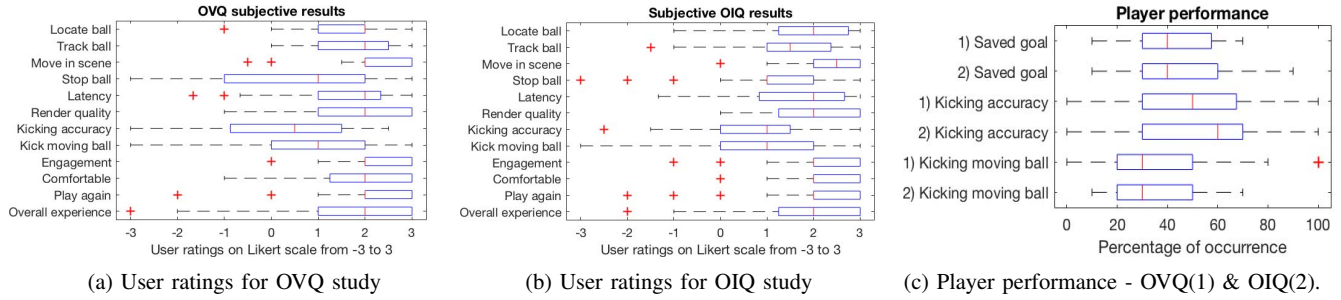 OVQ subjective results
Locate ball
Track ball
Move in scene
Stop ball
Latency
Render quality
Kicking accuracy
Kick moving ball
Engagement
Comfortable
Play again
Overall experience
-3 -2 -1 0 1 2 3
User ratings on Likert scale from -3 to 3
(a) User ratings for OVQ study
Subjective OIQ results
Locate ball
Track ball
Move in scene
Stop ball
Latency
Render quality
Kicking accuracy
Kick moving ball
Engagement
Comfortable
Play again
Overall experience
-3 -2 -1 0 1 2 3
User ratings on Likert scale from -3 to 3
(b) User ratings for OIQ study
Player performance
1) Saved goal
2) Saved goal
1) Kicking accuracy
2) Kicking accuracy
1) Kicking moving ball
2) Kicking moving ball
0 20 40 60 80 100
Percentage of occurrence
(c) Player performance - OVQ(1) & OIQ(2).